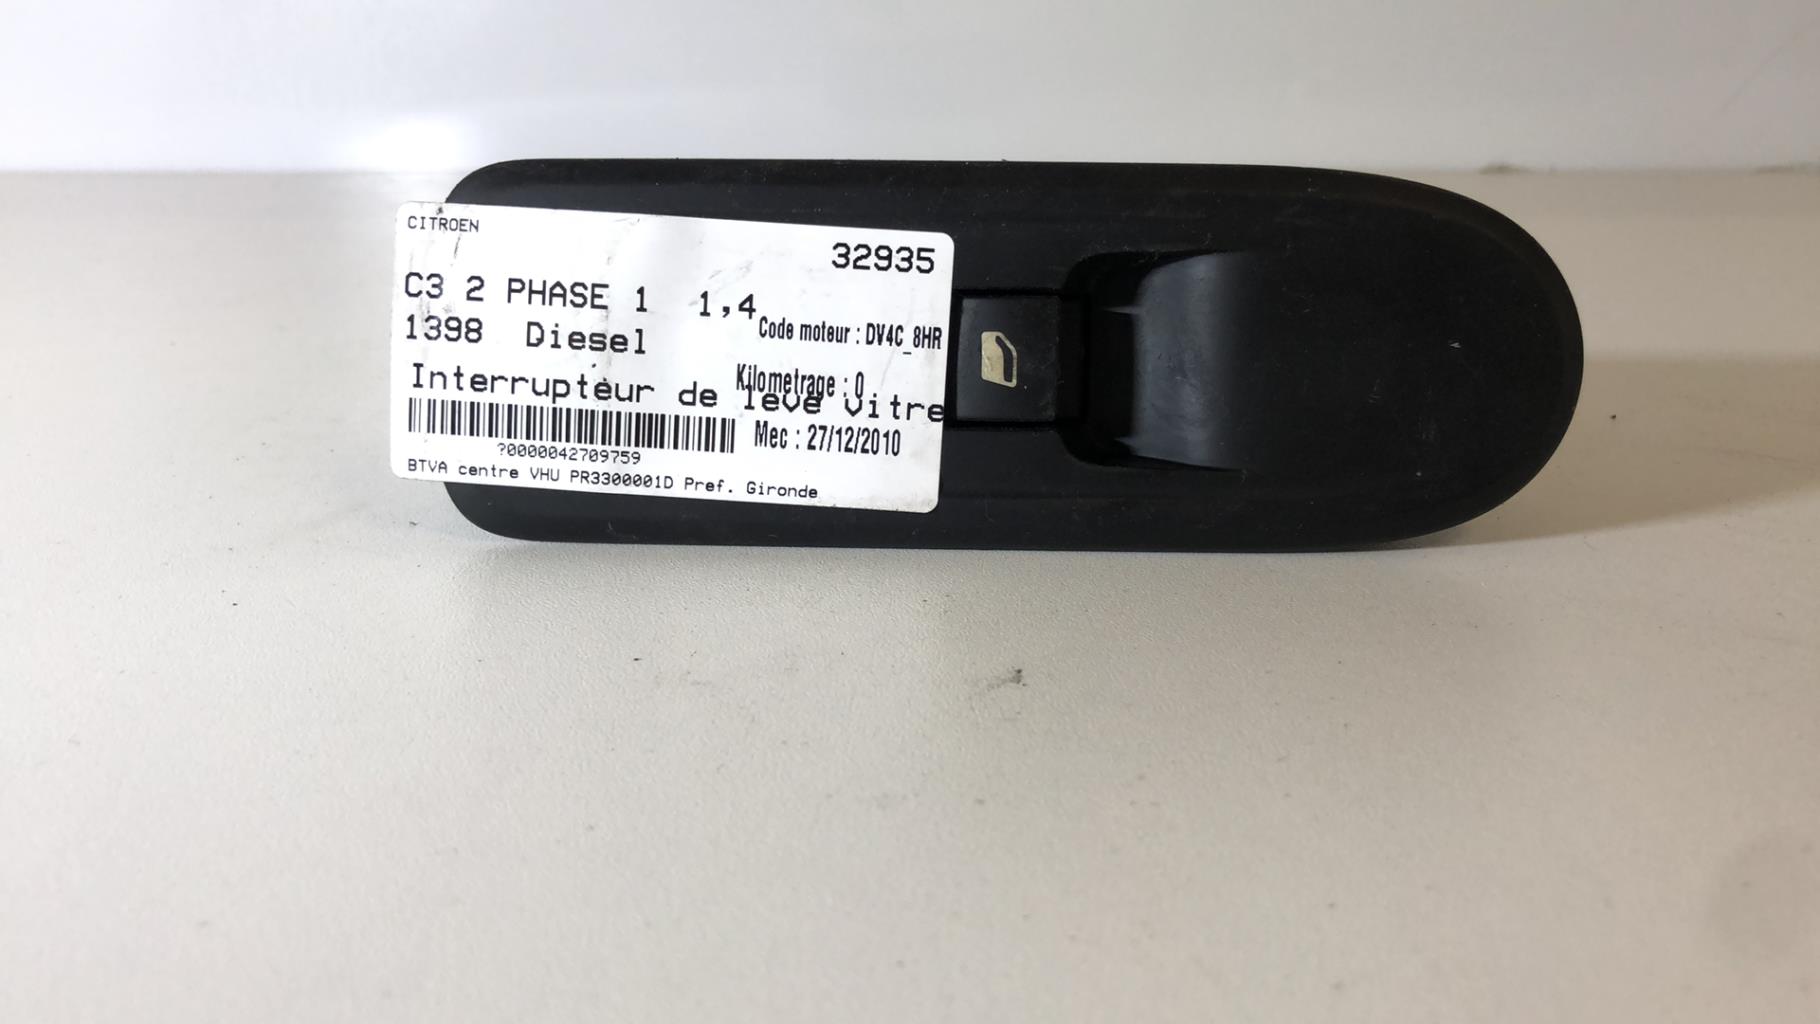 CITROEN
32935
C3 2 PHASE 1 1,4
Code moteur : DV4C_8HR
1398 Diesel
Kilometrage : 0
Interrupteur de leve vitre
Mec : 27/12/2010
?0000042709759
BTVA centre VHU PR3300001D Pref. Gironde